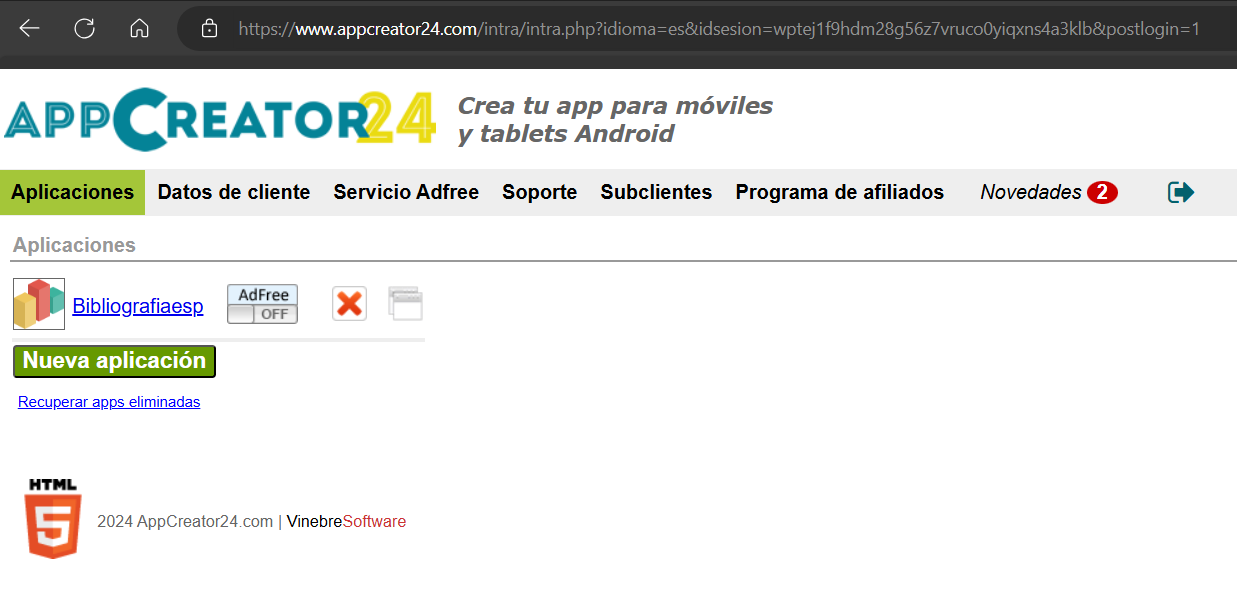 https://www.appcreator24.com/intra/intra.php?idioma=es&idsesion=wptej1f9hdm28g56z7vruco0yiqxns4a3klb&postlogin=1
APPCREATOR24
Crea tu app para móviles
y tablets Android
Aplicaciones Datos de cliente Servicio Adfree Soporte Subclientes Programa de afiliados Novedades 2
Aplicaciones
Bibliografiaesp AdFree
OFF
Nueva aplicación
Recuperar apps eliminadas
HTML
5
2024 AppCreator24.com | VinebreSoftware